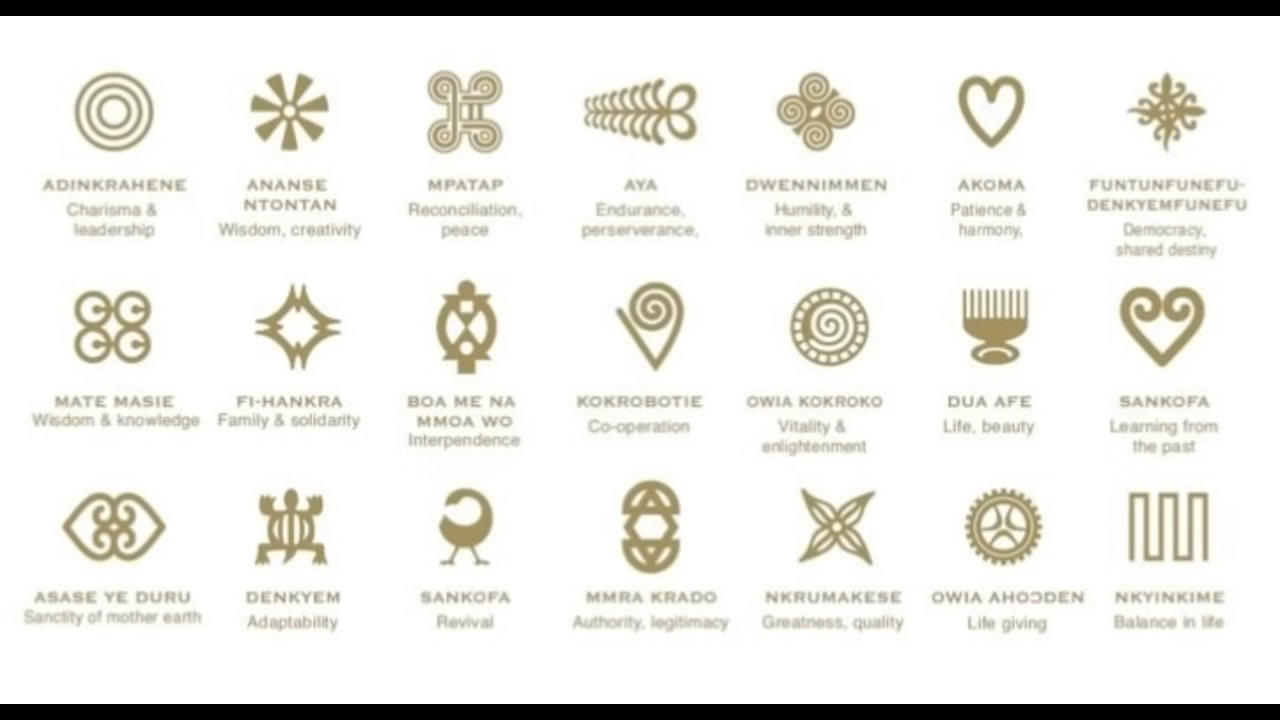 ADINKRAHENE
Charisma &
leadership
ANANSE
NTONTAN
Wisdom, creativity
MPATAP
Reconciliation,
peace
AYA
Endurance,
perserverance,
DWENNIMMEN
Humility, &
inner strength
AKOMA
Patience &
harmony,
FUNTUNFUNEFU-
DENKYEMFUNEFU
Democracy,
shared destiny
MATE MASIE
Wisdom & knowledge
FI-HANKRA
Family & solidarity
BOA ME NA
MMOA WO
Interpendence
KOKROBOTIE
Co-operation
OWIA KOKROKO
Vitality &
enlightenment
DUA AFE
Life, beauty
SANKOFA
Learning from
the past
ASASE YE DURU
Sanctity of mother earth
DENKYEM
Adaptability
SANKOFA
Revival
MMRA KRADO
Authority, legitimacy
NKRUMAKESE
Greatness, quality
OWIA AHOƆDEN
Life giving
NKYINKIME
Balance in life